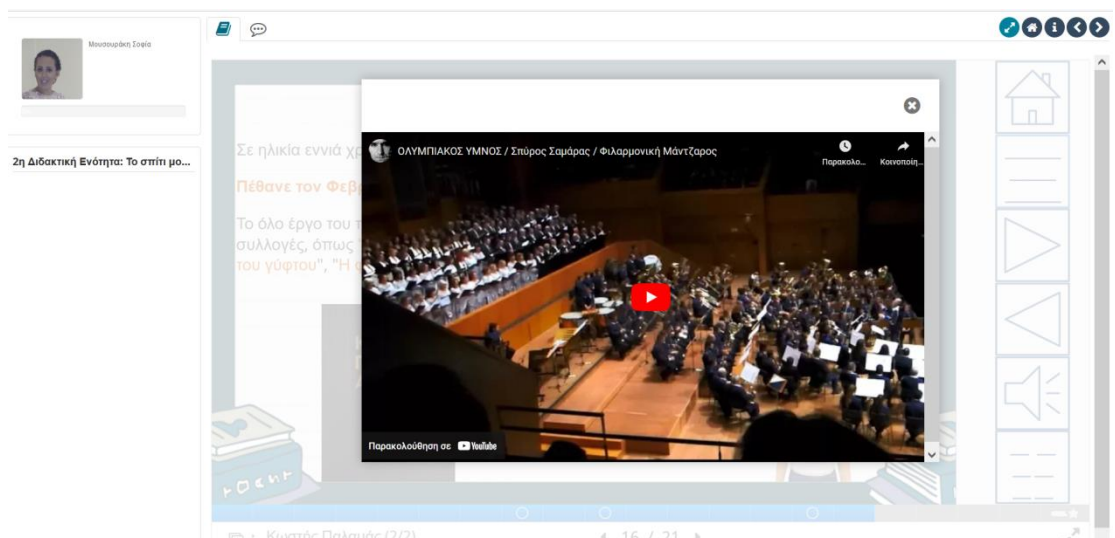 Μουσουράκη Σοφία
2η Διδακτική Ενότητα: Το σπίτι μο...
Σε ηλικία εννιά χρ
Πέθανε τον Φεβρ
Το όλο έργο του τ
συλλογές, όπως "
του γύφτου", "Η φ
ΟΛΥΜΠΙΑΚΟΣ ΥΜΝΟΣ / Σπύρος Σαμάρας / Φιλαρμονική Μάντζαρος
Παρακολο...
Κοινοποίη...
Παρακολούθηση σε YouTube
Κωστής Παλαμάς (2/2)
16 / 21